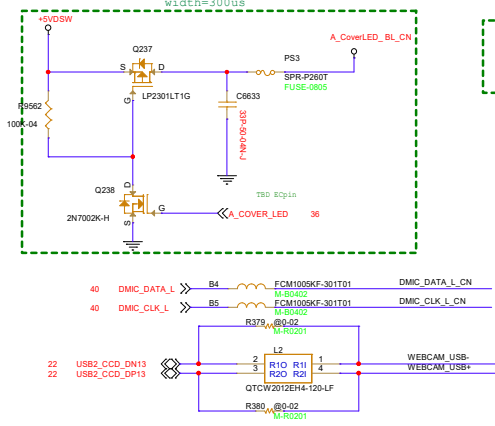 width=300us
+5VDSW
Q237
A_CoverLED_ BL_CN
S D
PS3
SPR-P260T
FUSE-0805
G
LP2301LT1G
C6633
33P-50-04N-J
R9562
100K-04
Q238
D
G
S
2N7002K-H
TBD ECpin
A_COVER_LED 36
40 DMIC_DATA_L B4 FCM1005KF-301T01 DMIC_DATA_L_CN
M-B0402
40 DMIC_CLK_L B5 FCM1005KF-301T01 DMIC_CLK_L_CN
M-B0402
R379 @0-02
M-R0201
L2
22 USB2_CCD_DN13 2 R1O R1I 1 WEBCAM_USB-
22 USB2_CCD_DP13 3 R2O R2I 4 WEBCAM_USB+
QTCW2012EH4-120-LF
R380 @0-02
M-R0201